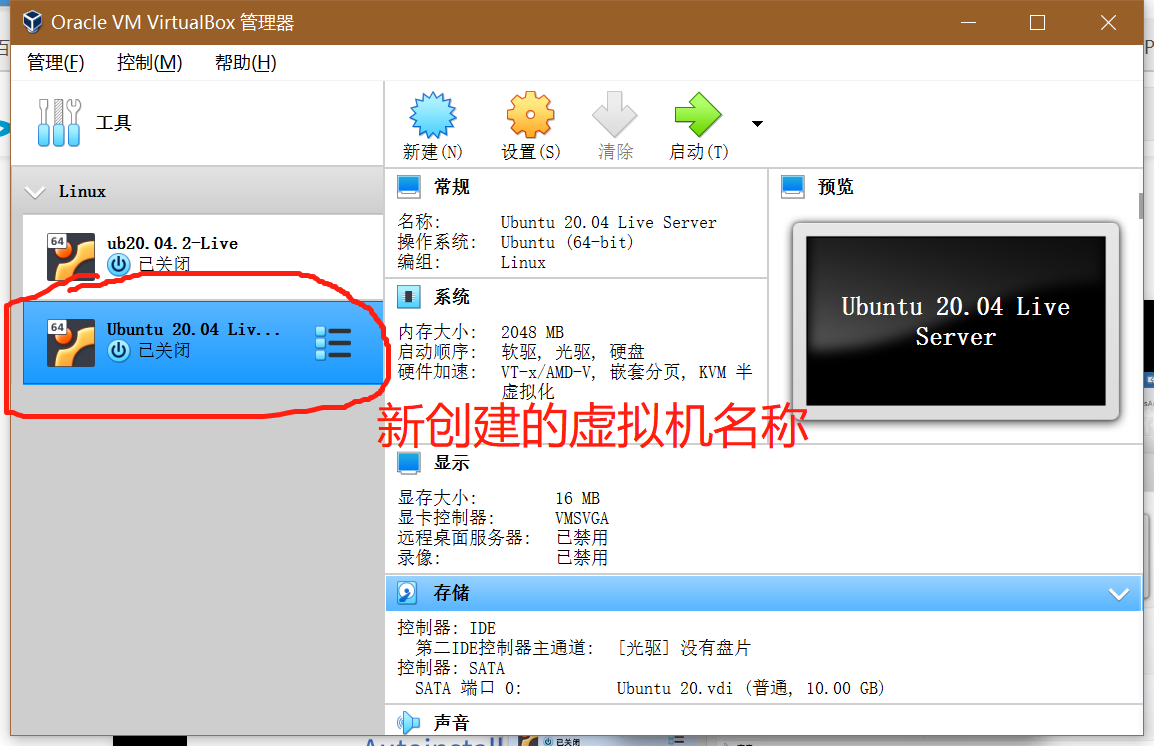 Oracle VM VirtualBox 管理器
管理(F) 控制(M) 帮助(H)
工具
新建(N) 设置(S) 清除 启动(T)
Linux
64
ub20.04.2-Live
已关闭
64
Ubuntu 20.04 Liv...
已关闭
常规
名称: Ubuntu 20.04 Live Server
操作系统: Ubuntu (64-bit)
编组: Linux
预览
Ubuntu 20.04 Live
Server
系统
内存大小: 2048 MB
启动顺序: 软驱, 光驱, 硬盘
硬件加速: VT-x/AMD-V, 嵌套分页, KVM 半
虚拟化
新创建的虚拟机名称
显示
显存大小: 16 MB
显卡控制器: VMSVGA
远程桌面服务器: 已禁用
录像: 已禁用
存储
控制器: IDE
第二IDE控制器主通道: [光驱] 没有盘片
控制器: SATA
SATA 端口 0: Ubuntu 20.vdi (普通, 10.00 GB)
声音
已关闭